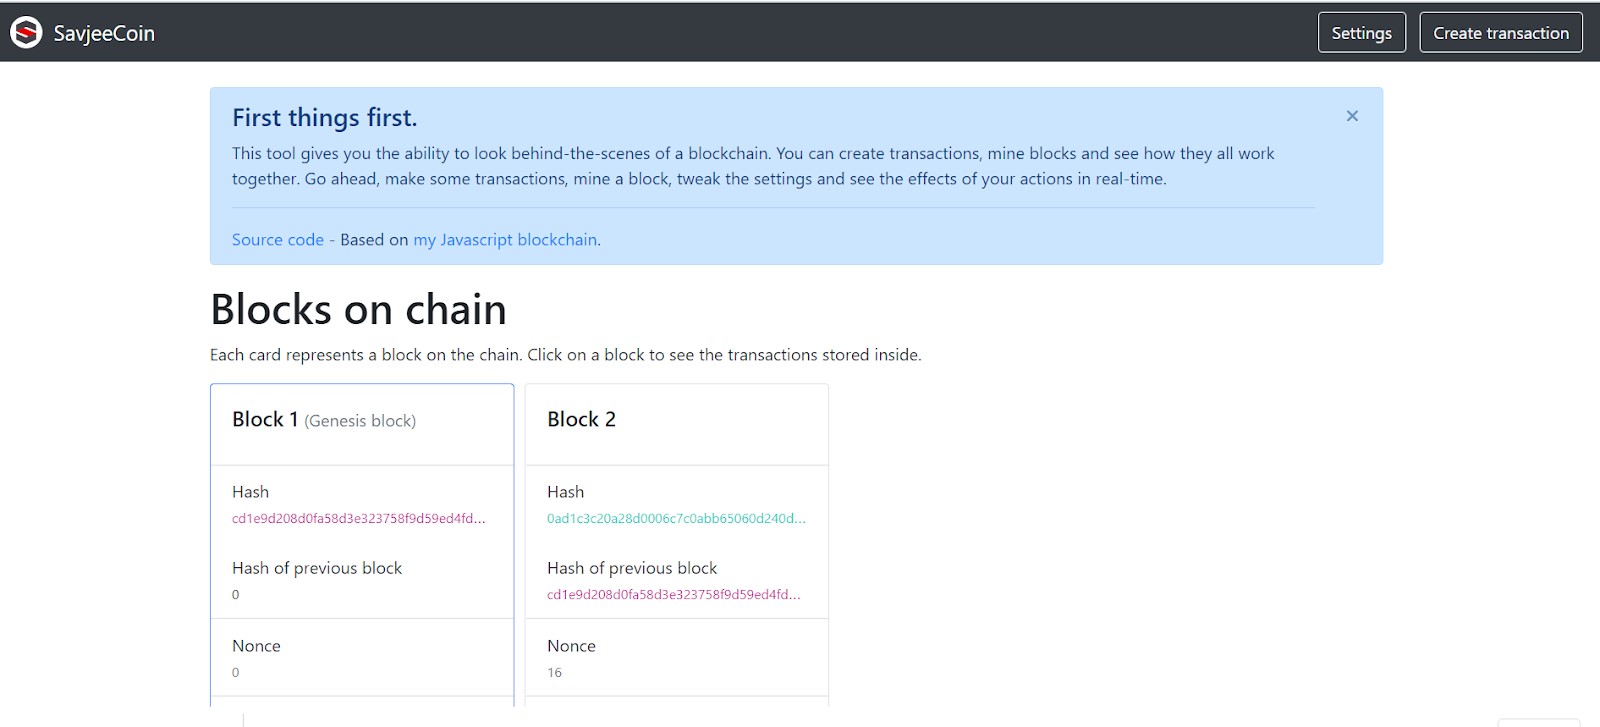 SavjeeCoin
Settings
Create transaction
First things first.
×
This tool gives you the ability to look behind-the-scenes of a blockchain. You can create transactions, mine blocks and see how they all work
together. Go ahead, make some transactions, mine a block, tweak the settings and see the effects of your actions in real-time.
Source code - Based on my Javascript blockchain.
Blocks on chain
Each card represents a block on the chain. Click on a block to see the transactions stored inside.
Block 1 (Genesis block)
Hash
cd1e9d208d0fa58d3e323758f9d59ed4fd...
Hash of previous block
0
Nonce
0
Block 2
Hash
0ad1c3c20a28d0006c7c0abb65060d240d...
Hash of previous block
cd1e9d208d0fa58d3e323758f9d59ed4fd...
Nonce
16